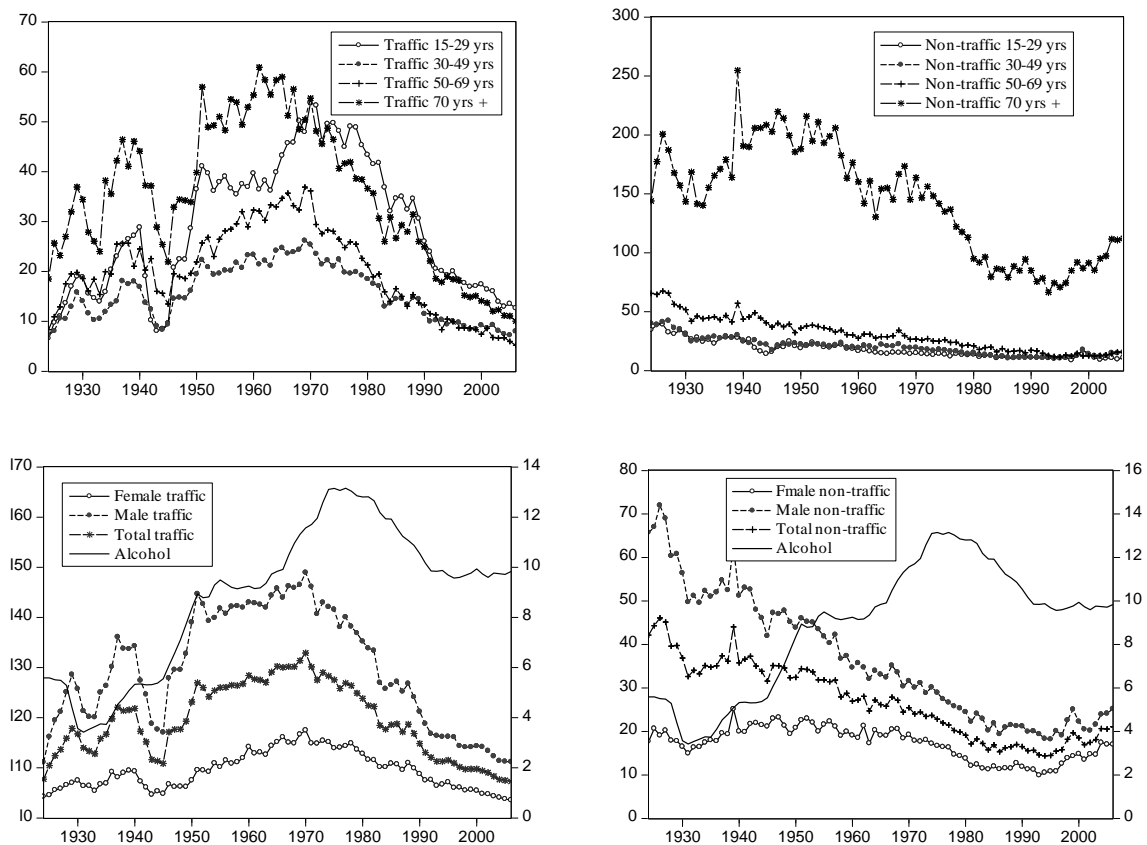 70
60
50
40
30
20
10
0
Traffic 15-29 yrs
Traffic 30-49 yrs
Traffic 50-69 yrs
Traffic 70 yrs +
1930 1940 1950 1960 1970 1980 1990 2000
300
250
200
150
100
50
0
Non-traffic 15-29 yrs
Non-traffic 30-49 yrs
Non-traffic 50-69 yrs
Non-traffic 70 yrs +
1930 1940 1950 1960 1970 1980 1990 2000
I70
I60
I50
I40
I30
I20
I10
I0
Female traffic
Male traffic
Total traffic
Alcohol
14
12
10
8
6
4
2
0
1930 1940 1950 1960 1970 1980 1990 2000
80
70
60
50
40
30
20
10
0
Fmale non-traffic
Male non-traffic
Total non-traffic
Alcohol
16
14
12
10
8
6
4
2
0
1930 1940 1950 1960 1970 1980 1990 2000